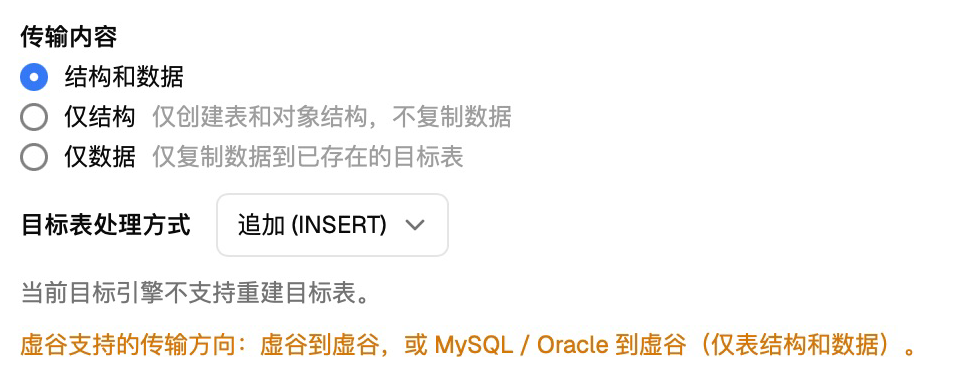 传输内容
结构和数据
仅结构 仅创建表和对象结构，不复制数据
仅数据 仅复制数据到已存在的目标表
目标表处理方式 追加 (INSERT)
当前目标引擎不支持重建目标表。
虚谷支持的传输方向：虚谷到虚谷，或 MySQL / Oracle 到虚谷（仅表结构和数据）。